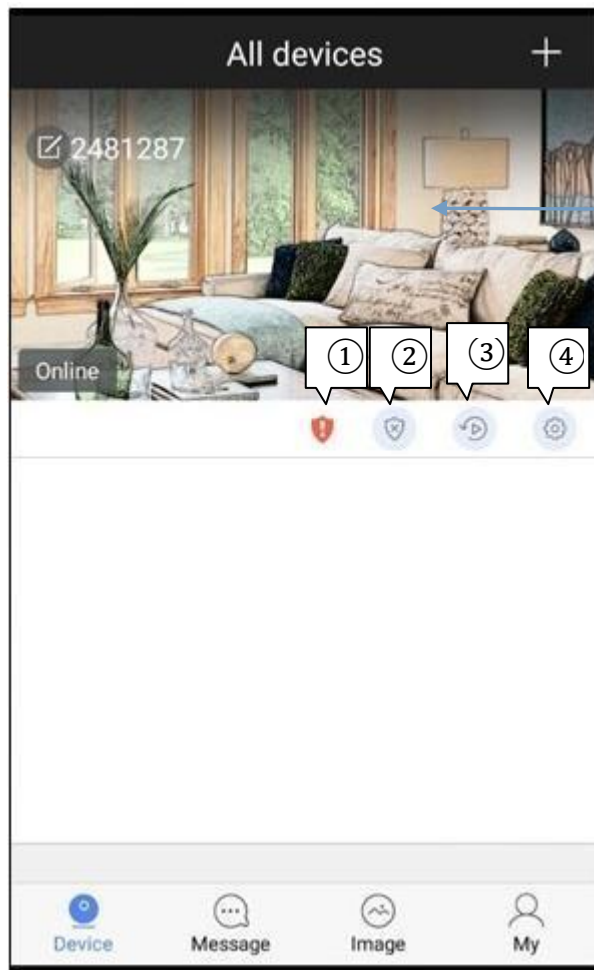 All devices
2481287
Online
① ② ③ ④
Device Message Image My